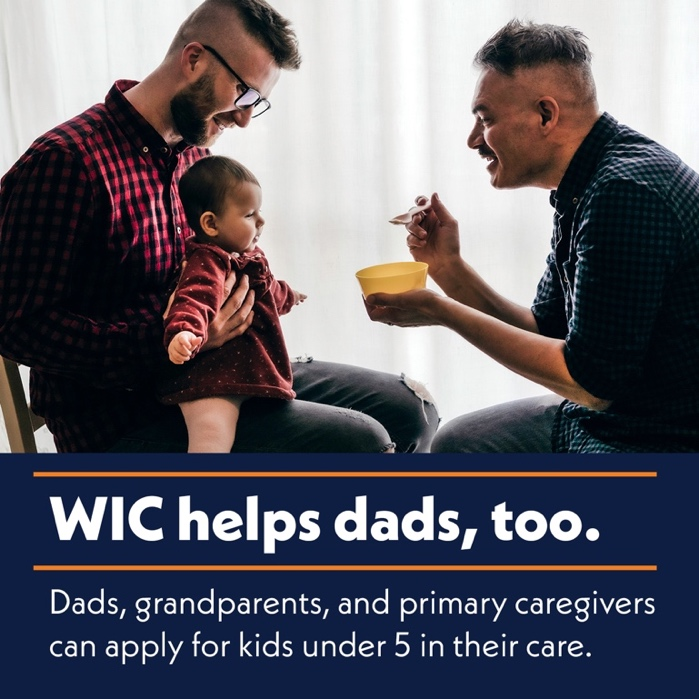 WIC helps dads, too.
Dads, grandparents, and primary caregivers
can apply for kids under 5 in their care.